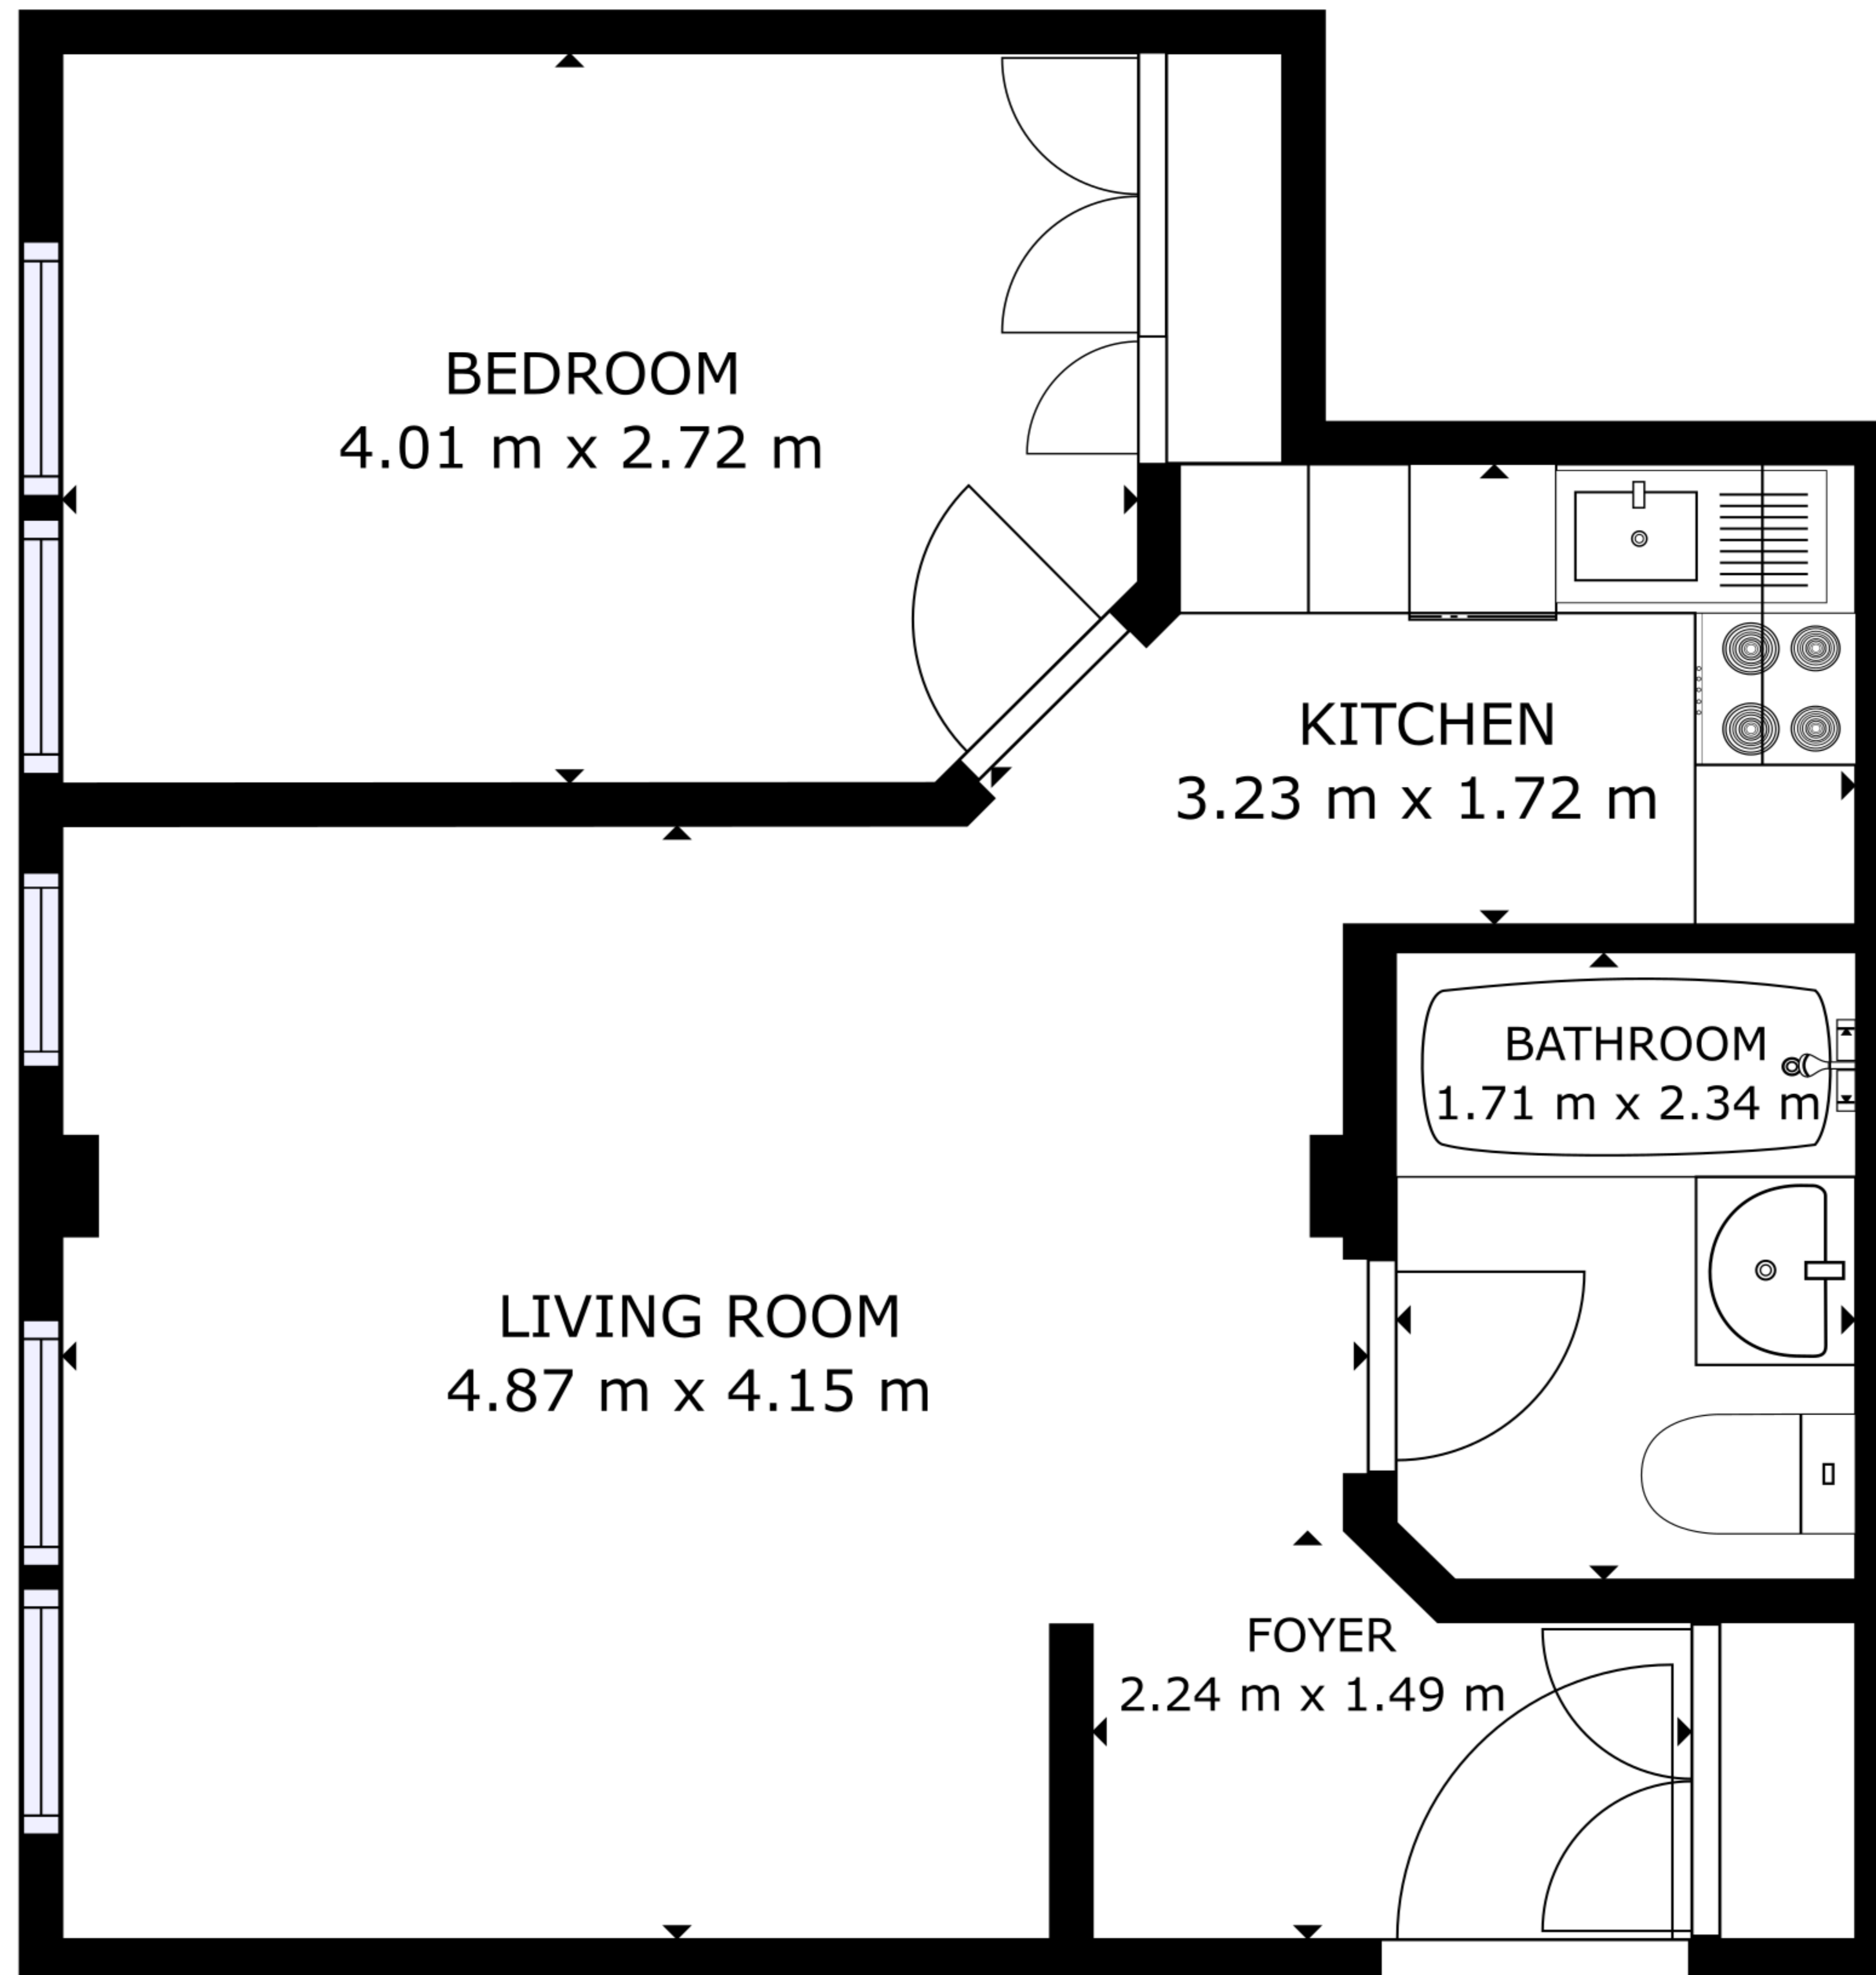 BEDROOM
4.01 m x 2.72 m
KITCHEN
3.23 m x 1.72 m
BATHROOM
1.71 m x 2.34 m
LIVING ROOM
4.87 m x 4.15 m
FOYER
2.24 m x 1.49 m